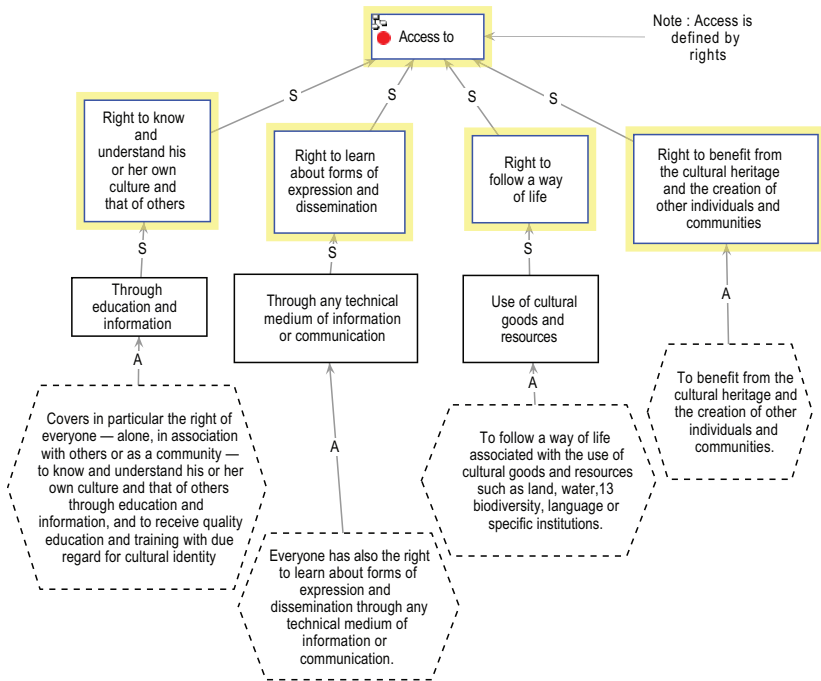 Access to
Note : Access is
defined by
rights
S
S
S
S
Right to know
and
understand his
or her own
culture and
that of others
Right to learn
about forms of
expression and
dissemination
Right to
follow a way
of life
Right to benefit from
the cultural heritage
and the creation of
other individuals and
communities
S
S
S
A
Through
education and
information
Through any technical
medium of information
or communication
Use of cultural
goods and
resources
A
A
A
To benefit from the
cultural heritage and
the creation of other
individuals and
communities.
Covers in particular the right of
everyone — alone, in association
with others or as a community —
to know and understand his or her
own culture and that of others
through education and
information, and to receive quality
education and training with due
regard for cultural identity
To follow a way of life
associated with the use of
cultural goods and resources
such as land, water,13
biodiversity, language or
specific institutions.
Everyone has also the right
to learn about forms of
expression and
dissemination through any
technical medium of
information or
communication.